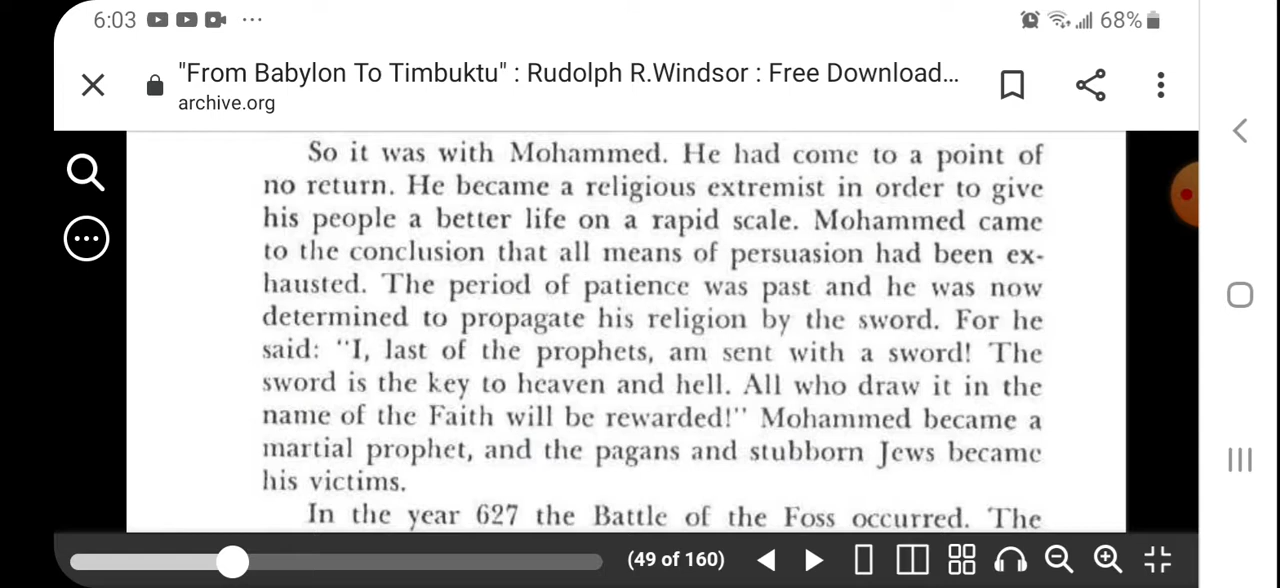 6:03 ... 68%
"From Babylon To Timbuktu" : Rudolph R.Windsor : Free Download...
archive.org
So it was with Mohammed. He had come to a point of
no return. He became a religious extremist in order to give
his people a better life on a rapid scale. Mohammed came
to the conclusion that all means of persuasion had been ex-
hausted. The period of patience was past and he was now
determined to propagate his religion by the sword. For he
said: "I, last of the prophets, am sent with a sword! The
sword is the key to heaven and hell. All who draw it in the
name of the Faith will be rewarded!" Mohammed became a
martial prophet, and the pagans and stubborn Jews became
his victims.
In the year 627 the Battle of the Foss occurred. The
(49 of 160)